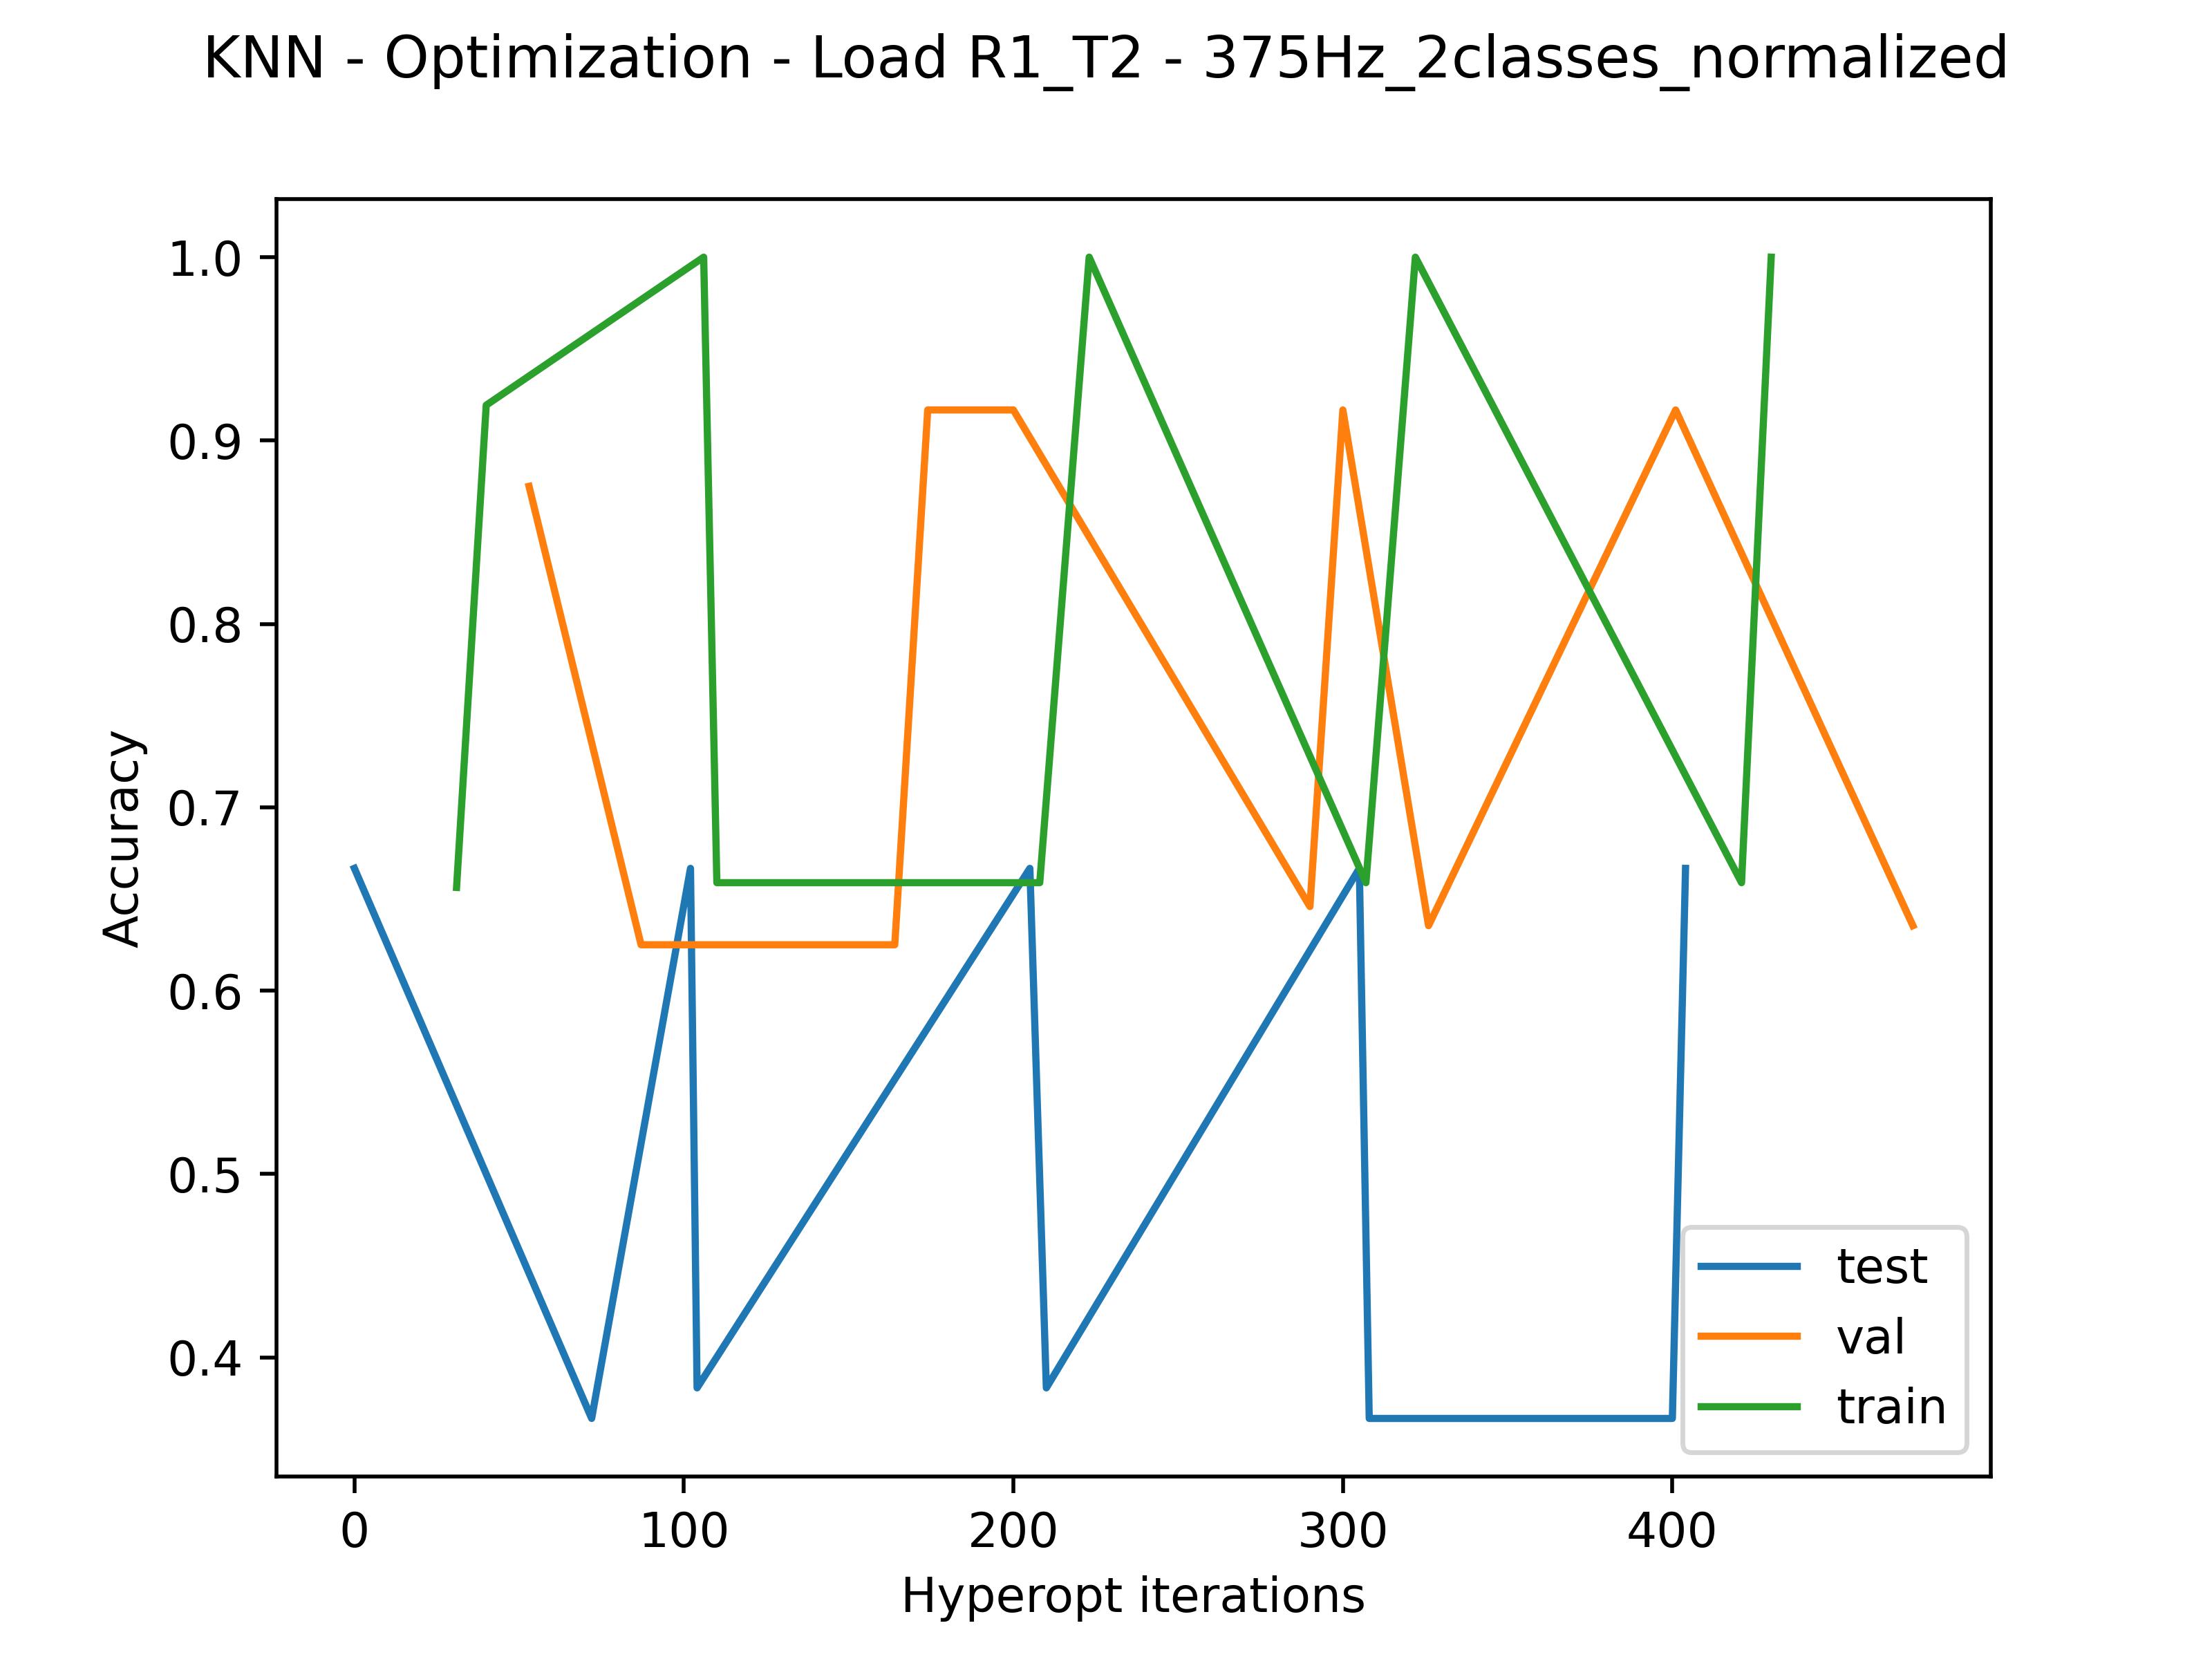 KNN - Optimization - Load R1_T2 - 375Hz_2classes_normalized
1.0
0.9
0.8
0.7
0.6
0.5
0.4
Accuracy
test
val
train
0 100 200 300 400
Hyperopt iterations